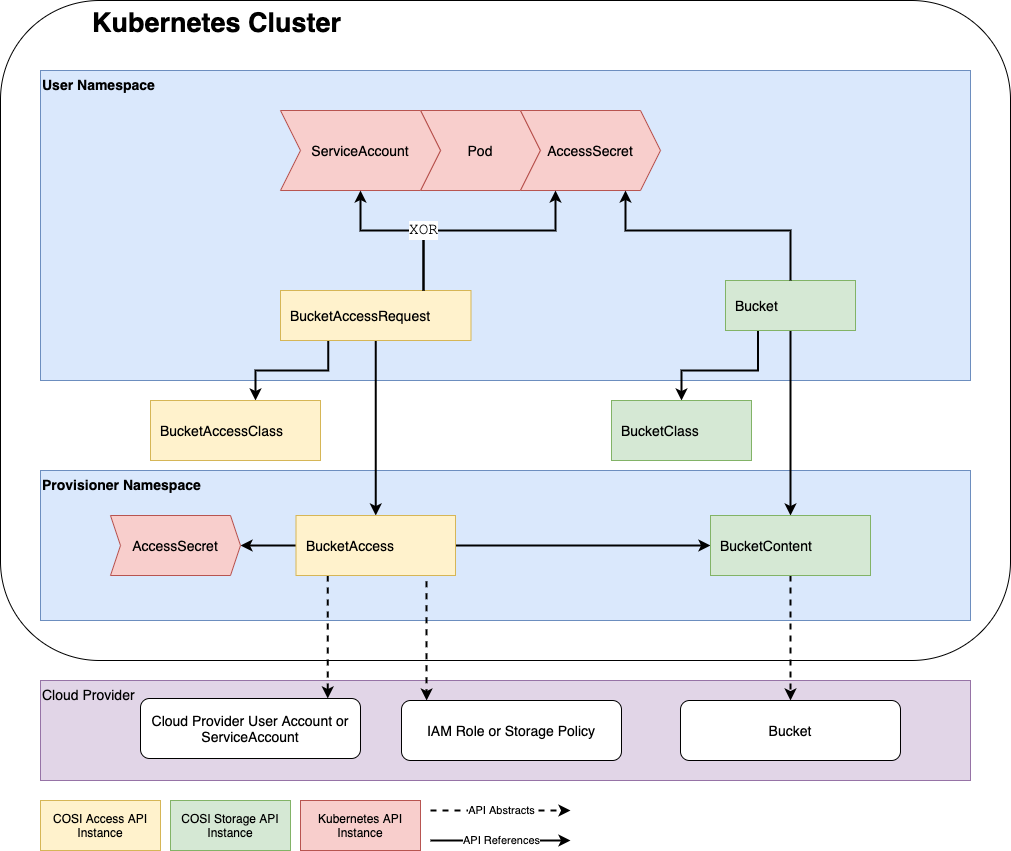 Kubernetes Cluster
User Namespace
ServiceAccount
Pod
AccessSecret
XOR
BucketAccessRequest
Bucket
BucketAccessClass
BucketClass
Provisioner Namespace
AccessSecret
BucketAccess
BucketContent
Cloud Provider
Cloud Provider User Account or
ServiceAccount
IAM Role or Storage Policy
Bucket
COSI Access API
Instance
COSI Storage API
Instance
Kubernetes API
Instance
API Abstracts
API References